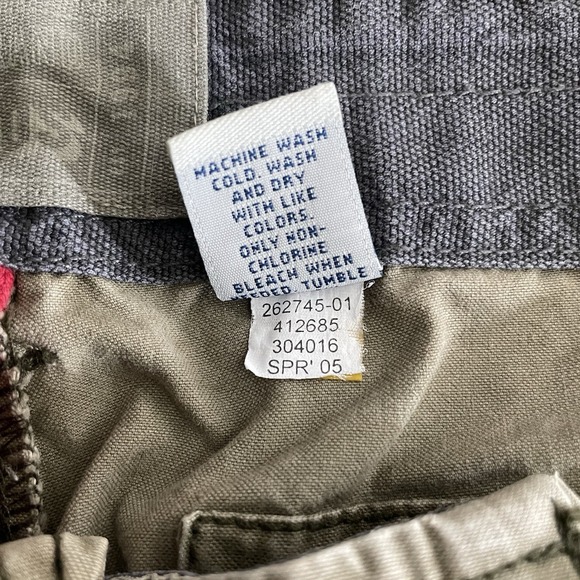 MACHINE WASH
COLD. WASH
AND DRY
WITH LIKE
COLORS.
ONLY NON-
CHLORINE
BLEACH WHEN
NEEDED. TUMBLE
262745-01
412685
304016
SPR' 05